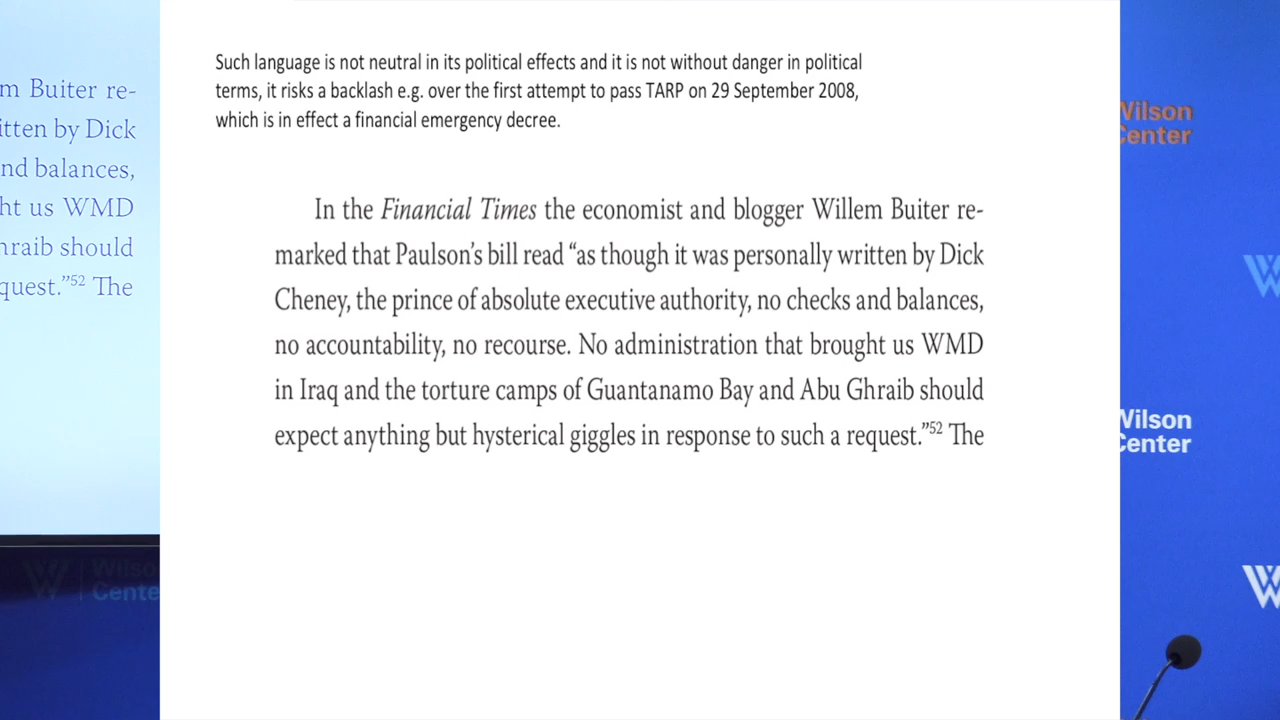 Such language is not neutral in its political effects and it is not without danger in political
terms, it risks a backlash e.g. over the first attempt to pass TARP on 29 September 2008,
which is in effect a financial emergency decree.
In the Financial Times the economist and blogger Willem Buiter re-
marked that Paulson’s bill read “as though it was personally written by Dick
Cheney, the prince of absolute executive authority, no checks and balances,
no accountability, no recourse. No administration that brought us WMD
in Iraq and the torture camps of Guantanamo Bay and Abu Ghraib should
expect anything but hysterical giggles in response to such a request.”52 The
m Buiter re-
itten by Dick
nd balances,
ht us WMD
hraib should
quest.”52 The
Wilson
Center
Wilson
Center
Wilson
Center